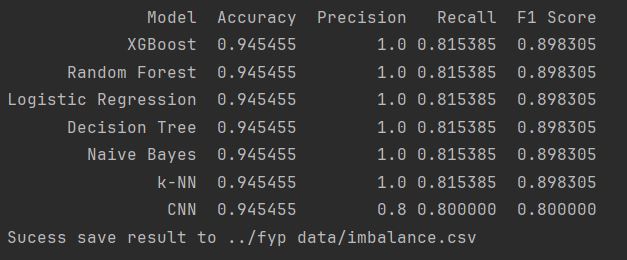 Model Accuracy Precision Recall F1 Score
XGBoost 0.945455 1.0 0.815385 0.898305
Random Forest 0.945455 1.0 0.815385 0.898305
Logistic Regression 0.945455 1.0 0.815385 0.898305
Decision Tree 0.945455 1.0 0.815385 0.898305
Naive Bayes 0.945455 1.0 0.815385 0.898305
k-NN 0.945455 1.0 0.815385 0.898305
CNN 0.945455 0.8 0.800000 0.800000
Sucess save result to ../fyp data/imbalance.csv